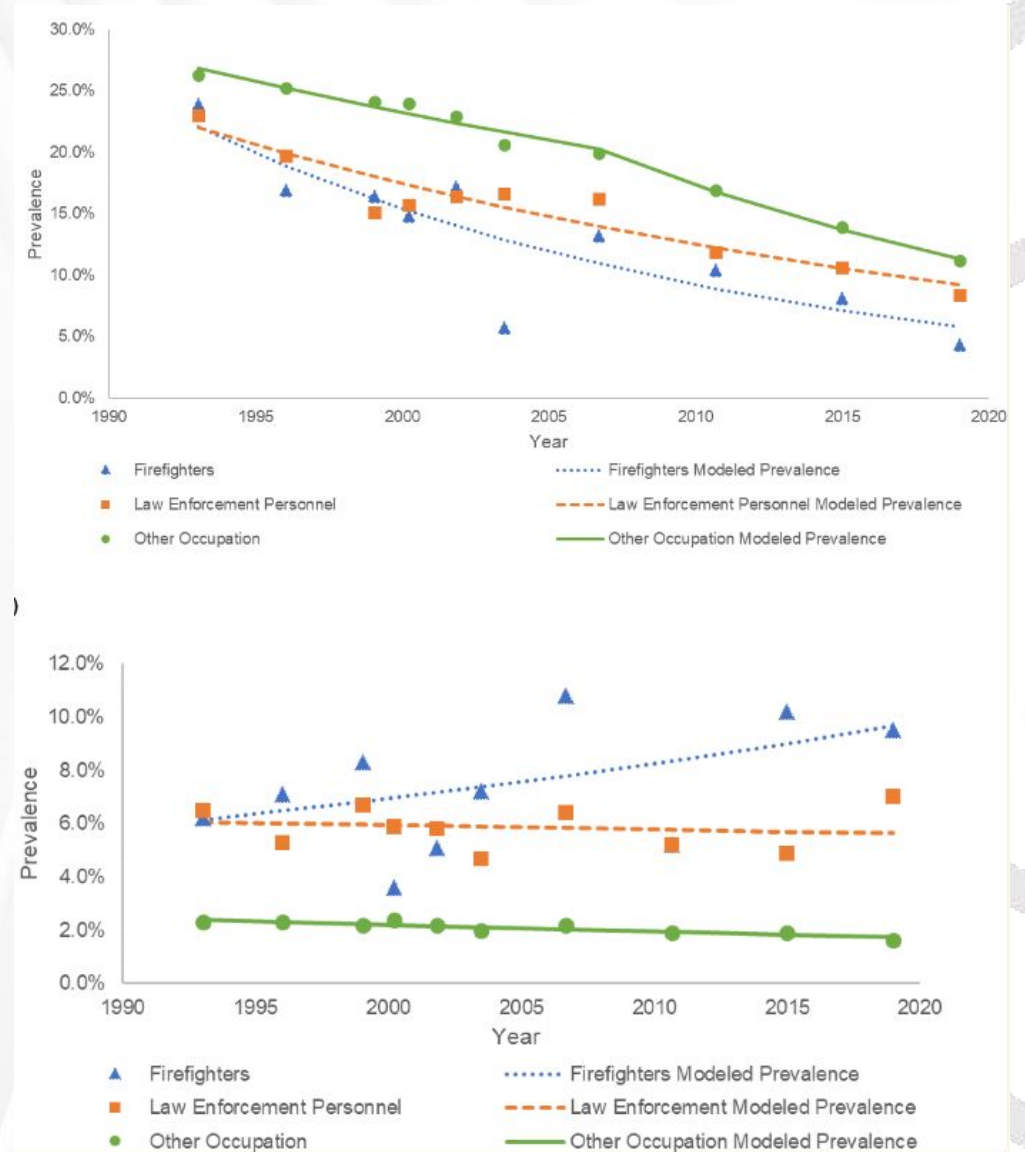 30.0%
25.0%
20.0%
15.0%
10.0%
5.0%
0.0%
Prevalence
1990 1995 2000 2005 2010 2015 2020
Year
Firefighters Firefighters Modeled Prevalence
Law Enforcement Personnel Law Enforcement Personnel Modeled Prevalence
Other Occupation Other Occupation Modeled Prevalence
)
12.0%
10.0%
8.0%
6.0%
4.0%
2.0%
0.0%
Prevalence
1990 1995 2000 2005 2010 2015 2020
Year
Firefighters Firefighters Modeled Prevalence
Law Enforcement Personnel Law Enforcement Modeled Prevalence
Other Occupation Other Occupation Modeled Prevalence